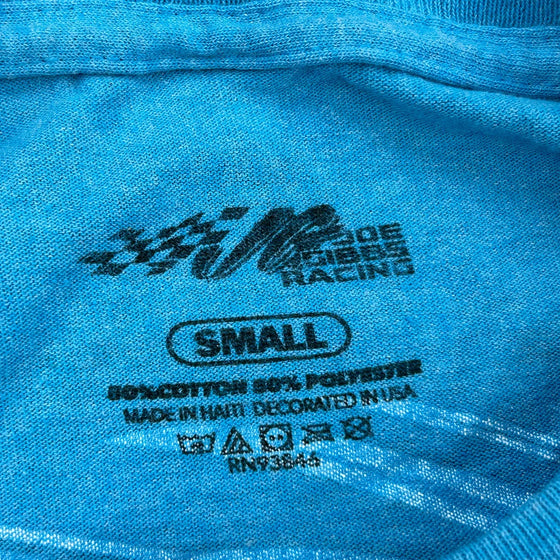 JOE
GIBBS
RACING
SMALL
50% COTTON 50% POLYESTER
MADE IN HAITI DECORATED IN USA
RN93846